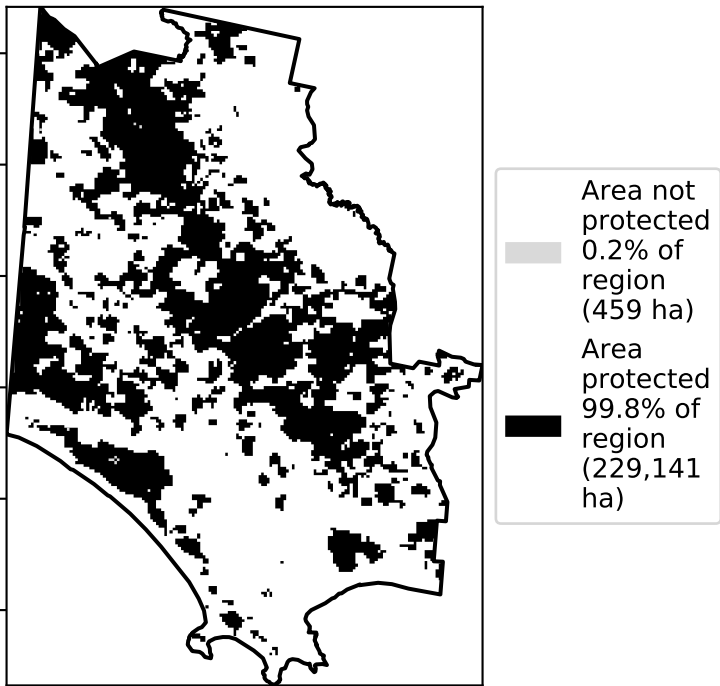 Area not
protected
0.2% of
region
(459 ha)
Area
protected
99.8% of
region
(229,141
ha)